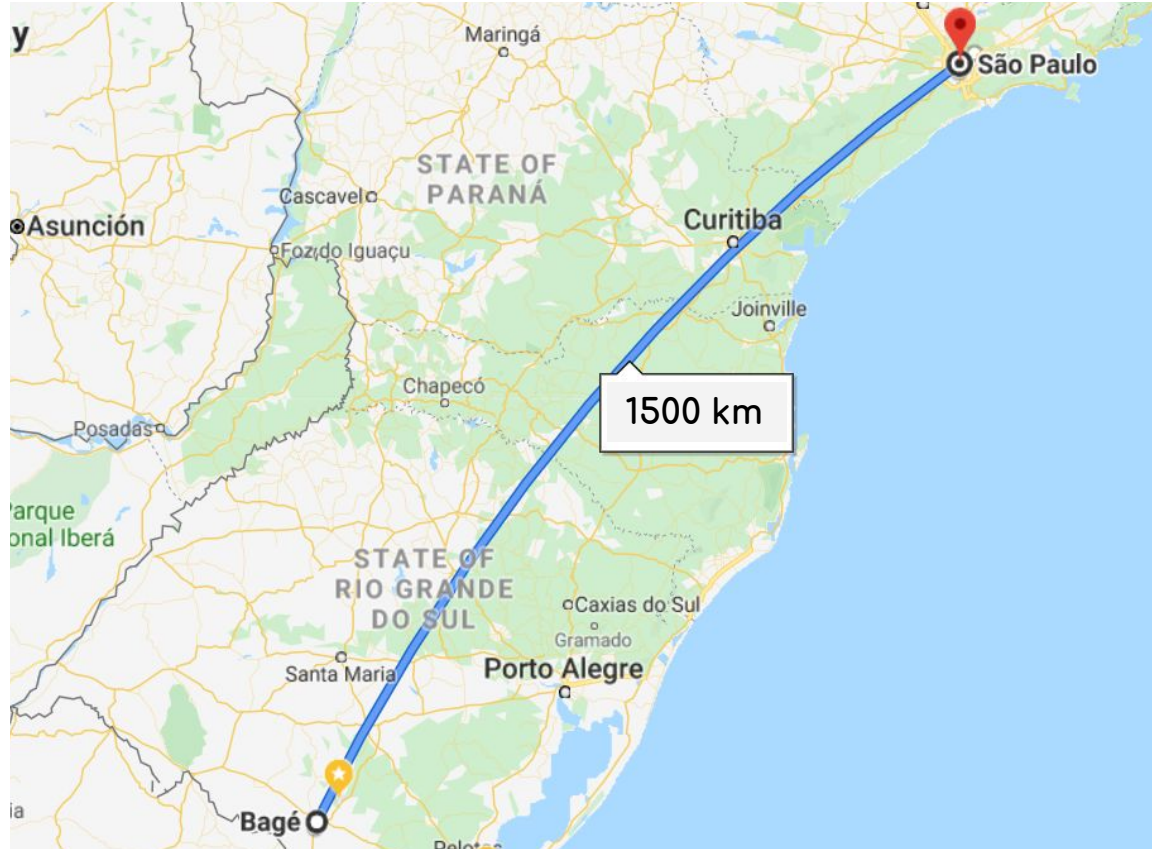 y
Maringá
São Paulo
STATE OF
PARANÁ
Cascavel
Asunción
Curitiba
Foz do Iguaçu
Joinville
Chapecó
1500 km
Posadas
Parque
onal Iberá
STATE OF
RIO GRANDE
DO SUL
Caxias do Sul
Gramado
Santa Maria
Porto Alegre
Bagé
ia
Pelotas